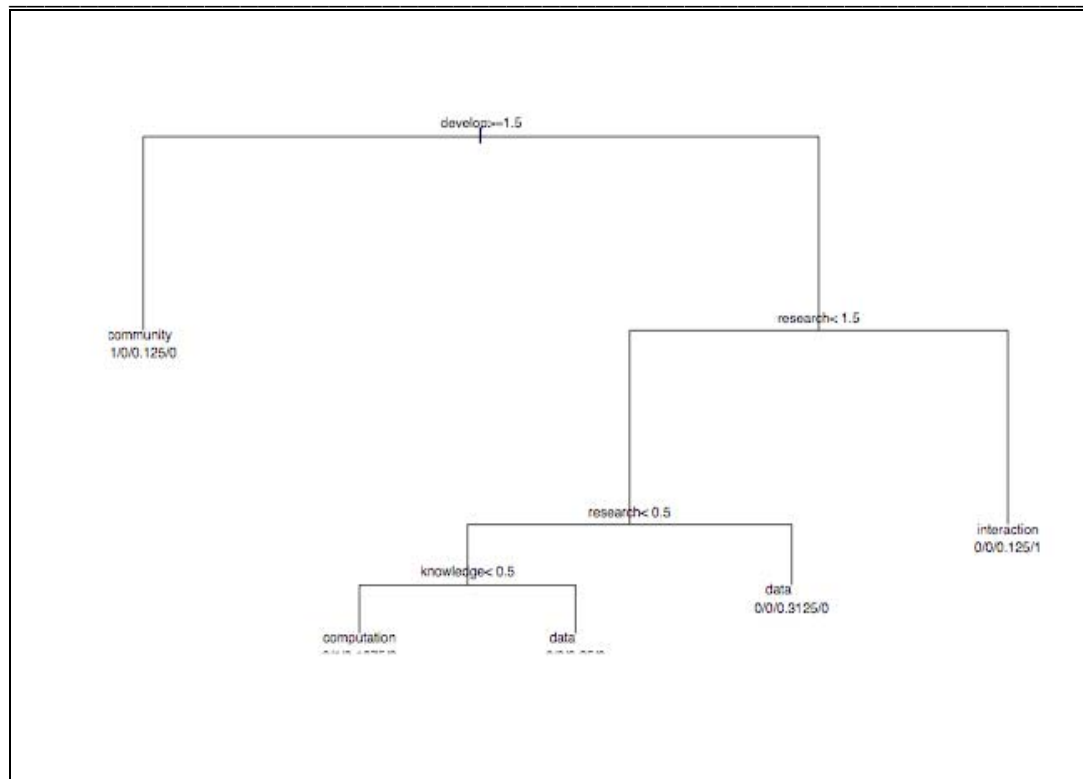 develop>=1.5
community
1/0/0.125/0
research< 1.5
research< 0.5
interaction
0/0/0.125/1
knowledge< 0.5
data
0/0/0.3125/0
computation
data